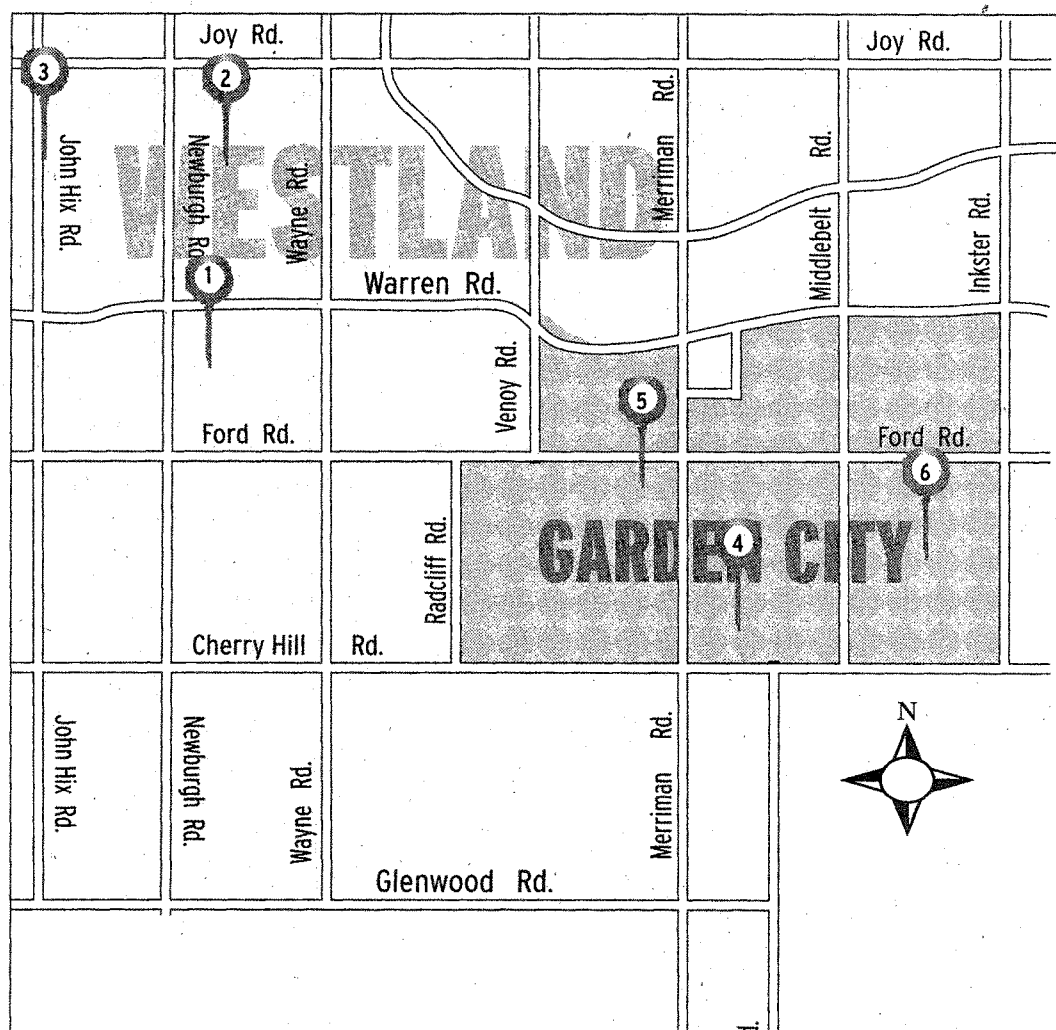 Joy Rd.
Joy Rd.
3
2
John Hix Rd.
Newburgh Rd.
Wayne Rd.
Merriman Rd.
Middlebelt Rd.
Inkster Rd.
WESTLAND
1
Warren Rd.
Venoy Rd.
5
Ford Rd.
Ford Rd.
6
Radcliff Rd.
GARDEN CITY
4
Cherry Hill Rd.
N
John Hix Rd.
Newburgh Rd.
Wayne Rd.
Merriman Rd.
Glenwood Rd.